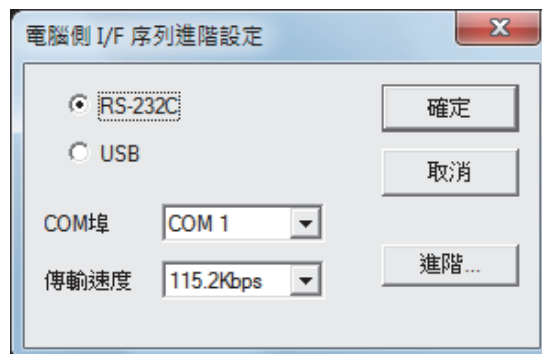 電腦側 I/F 序列進階設定
RS-232C
確定
USB
取消
COM埠
COM 1
傳輸速度
115.2Kbps
進階...